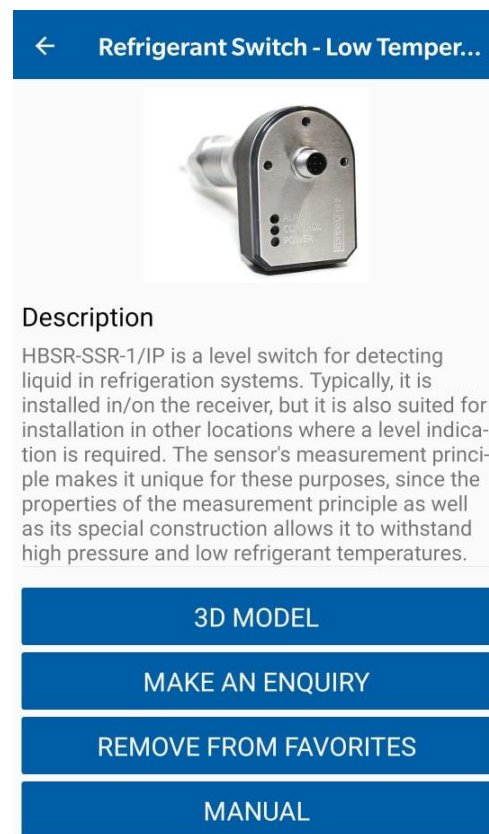 Refrigerant Switch - Low Temper...
ALARM
CONTROL
POWER
Description
HBSR-SSR-1/IP is a level switch for detecting
liquid in refrigeration systems. Typically, it is
installed in/on the receiver, but it is also suited for
installation in other locations where a level indica-
tion is required. The sensor's measurement princi-
ple makes it unique for these purposes, since the
properties of the measurement principle as well
as its special construction allows it to withstand
high pressure and low refrigerant temperatures.
3D MODEL
MAKE AN ENQUIRY
REMOVE FROM FAVORITES
MANUAL